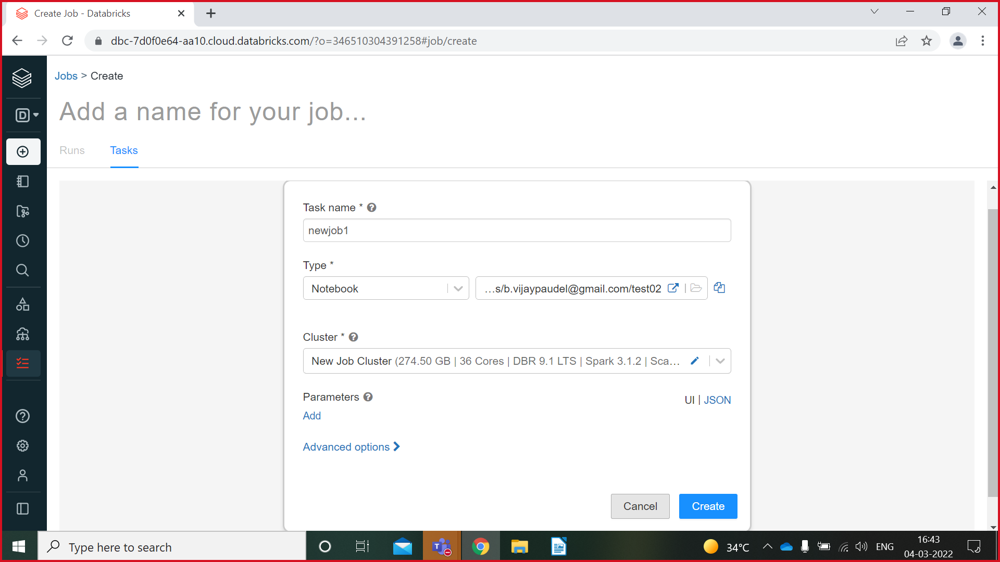 Create Job - Databricks
dbc-7d0f0e64-aa10.cloud.databricks.com/?o=346510304391258#job/create
Jobs > Create
D
Add a name for your job...
Runs Tasks
Task name *
newjob1
Type *
Notebook …s/b.vijaypaudel@gmail.com/test02
Cluster *
New Job Cluster (274.50 GB | 36 Cores | DBR 9.1 LTS | Spark 3.1.2 | Sca...
Parameters UI | JSON
Add
Advanced options
Cancel Create
Type here to search
34°C ENG 16:43
04-03-2022